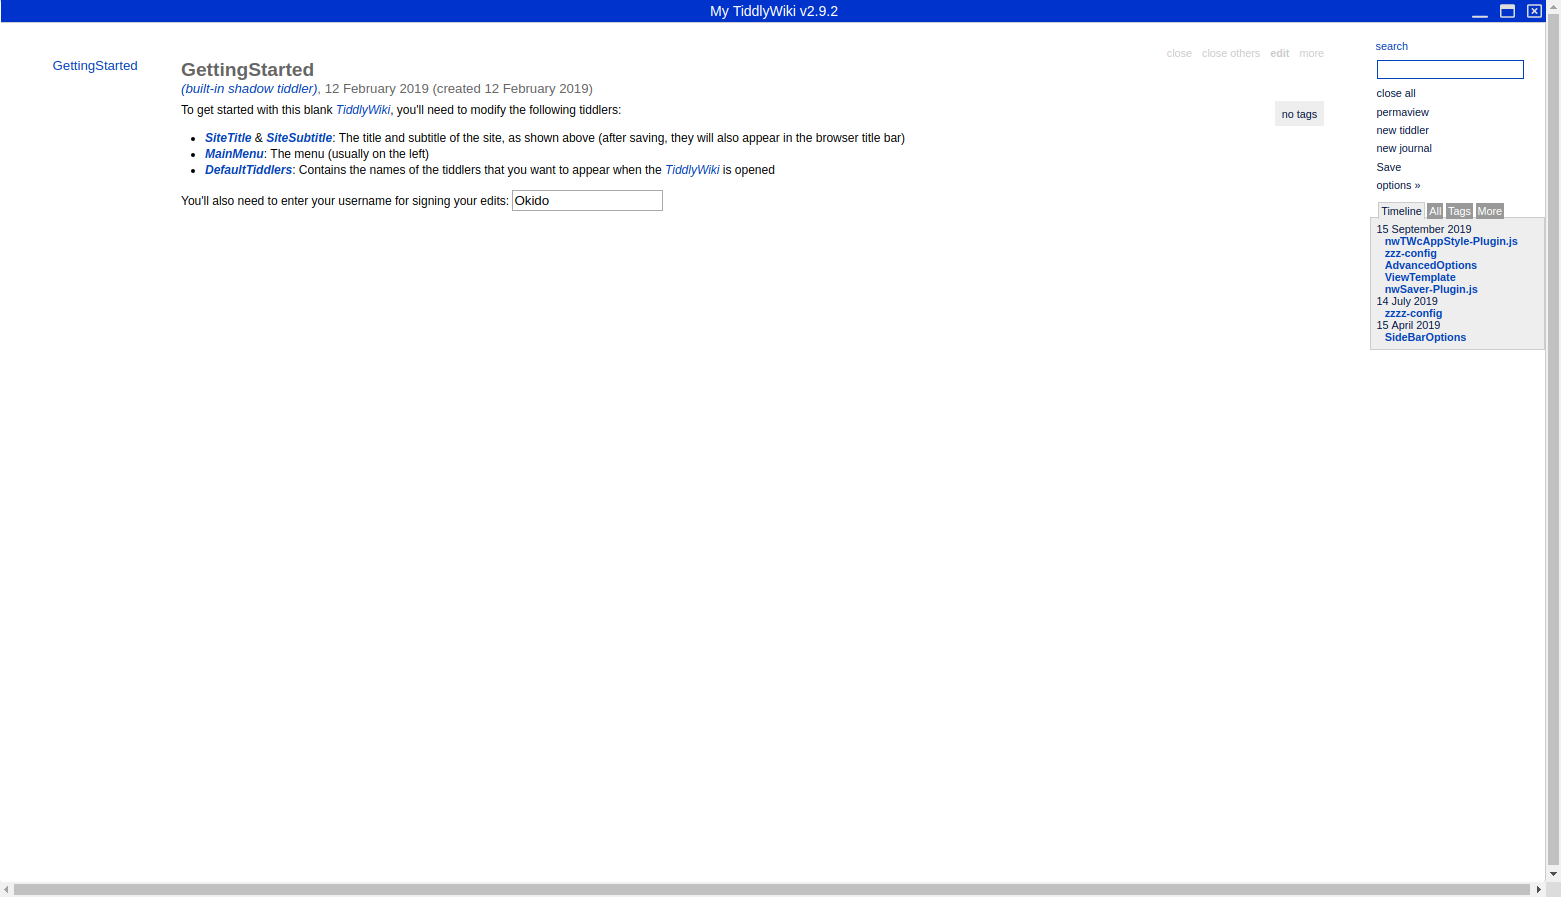 My TiddlyWiki v2.9.2
GettingStarted
close close others edit more
GettingStarted
(built-in shadow tiddler), 12 February 2019 (created 12 February 2019)
To get started with this blank TiddlyWiki, you'll need to modify the following tiddlers:
no tags
SiteTitle & SiteSubtitle: The title and subtitle of the site, as shown above (after saving, they will also appear in the browser title bar)
MainMenu: The menu (usually on the left)
DefaultTiddlers: Contains the names of the tiddlers that you want to appear when the TiddlyWiki is opened
You'll also need to enter your username for signing your edits: Okido
search
close all
permaview
new tiddler
new journal
Save
options »
Timeline All Tags More
15 September 2019
nwTWcAppStyle-Plugin.js
zzz-config
AdvancedOptions
ViewTemplate
nwSaver-Plugin.js
14 July 2019
zzzz-config
15 April 2019
SideBarOptions